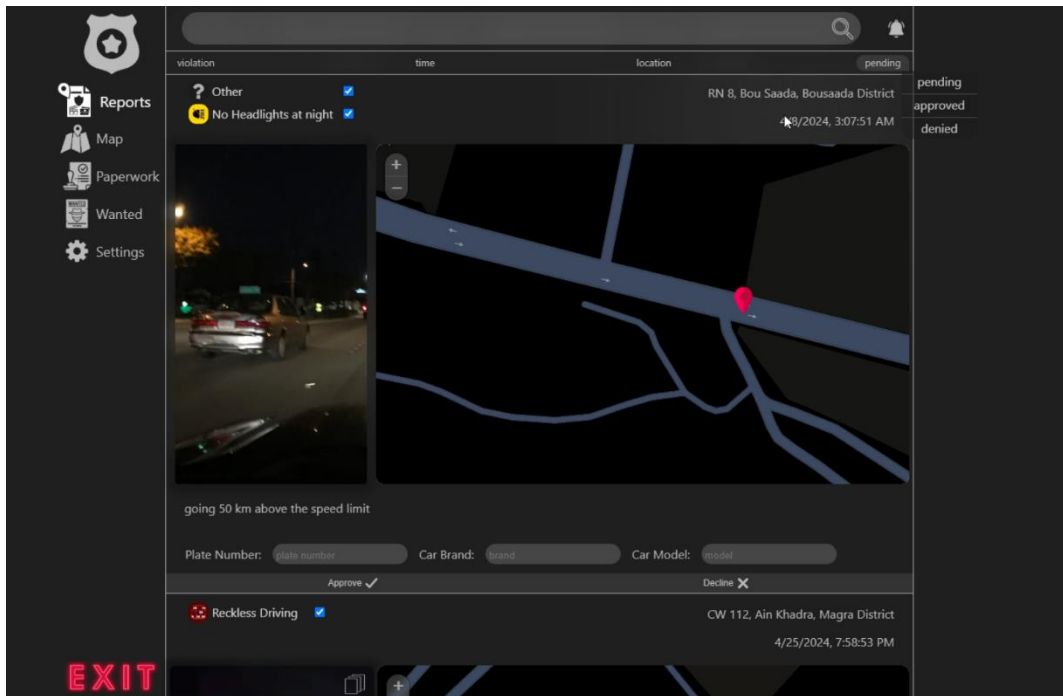 violation time location pending
pending
approved
denied
Reports
Map
Paperwork
Wanted
Settings
EXIT
Other
No Headlights at night
RN 8, Bou Saada, Bousaada District
4/8/2024, 3:07:51 AM
+
−
going 50 km above the speed limit
Plate Number: plate number Car Brand: brand Car Model: model
Approve Decline
Reckless Driving
CW 112, Ain Khadra, Magra District
4/25/2024, 7:58:53 PM
+